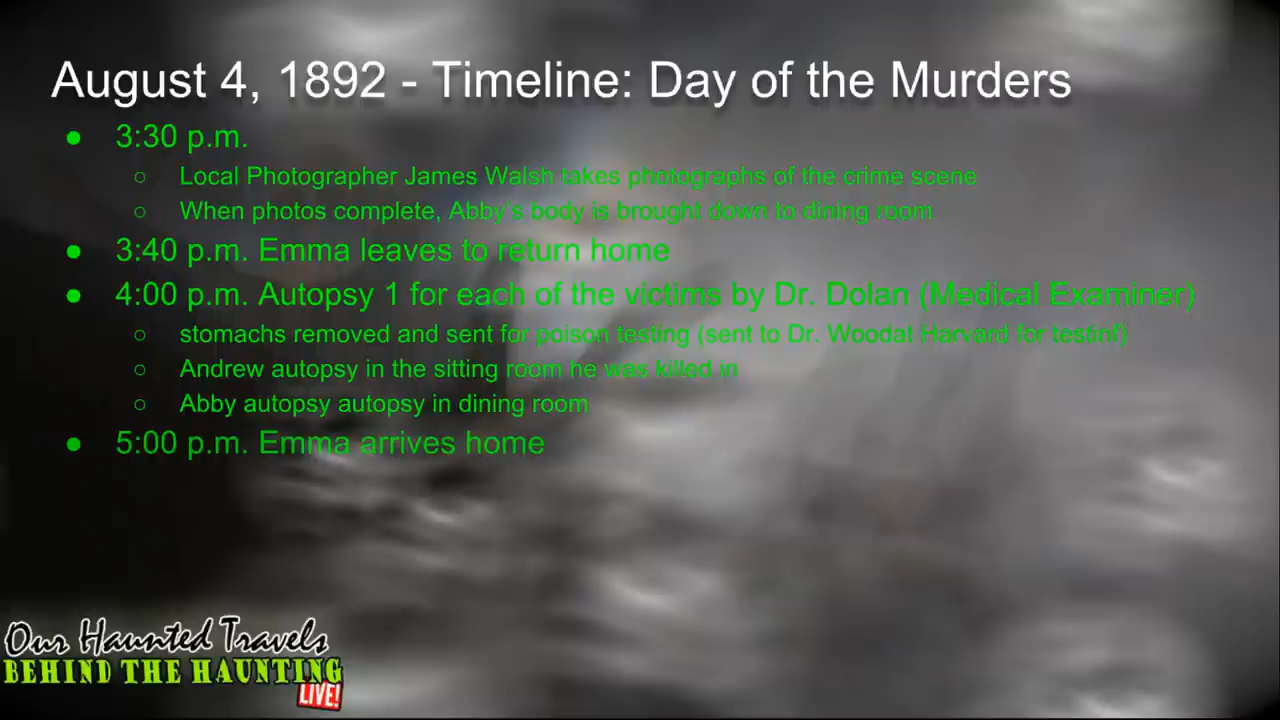 August 4, 1892 - Timeline: Day of the Murders
● 3:30 p.m.
○ Local Photographer James Walsh takes photographs of the crime scene
○ When photos complete, Abby's body is brought down to dining room
● 3:40 p.m. Emma leaves to return home
● 4:00 p.m. Autopsy 1 for each of the victims by Dr. Dolan (Medical Examiner)
○ stomachs removed and sent for poison testing (sent to Dr. Woodat Harvard for testinf)
○ Andrew autopsy in the sitting room he was killed in
○ Abby autopsy autopsy in dining room
● 5:00 p.m. Emma arrives home
Our Haunted Travels
BEHIND THE HAUNTING
LIVE!